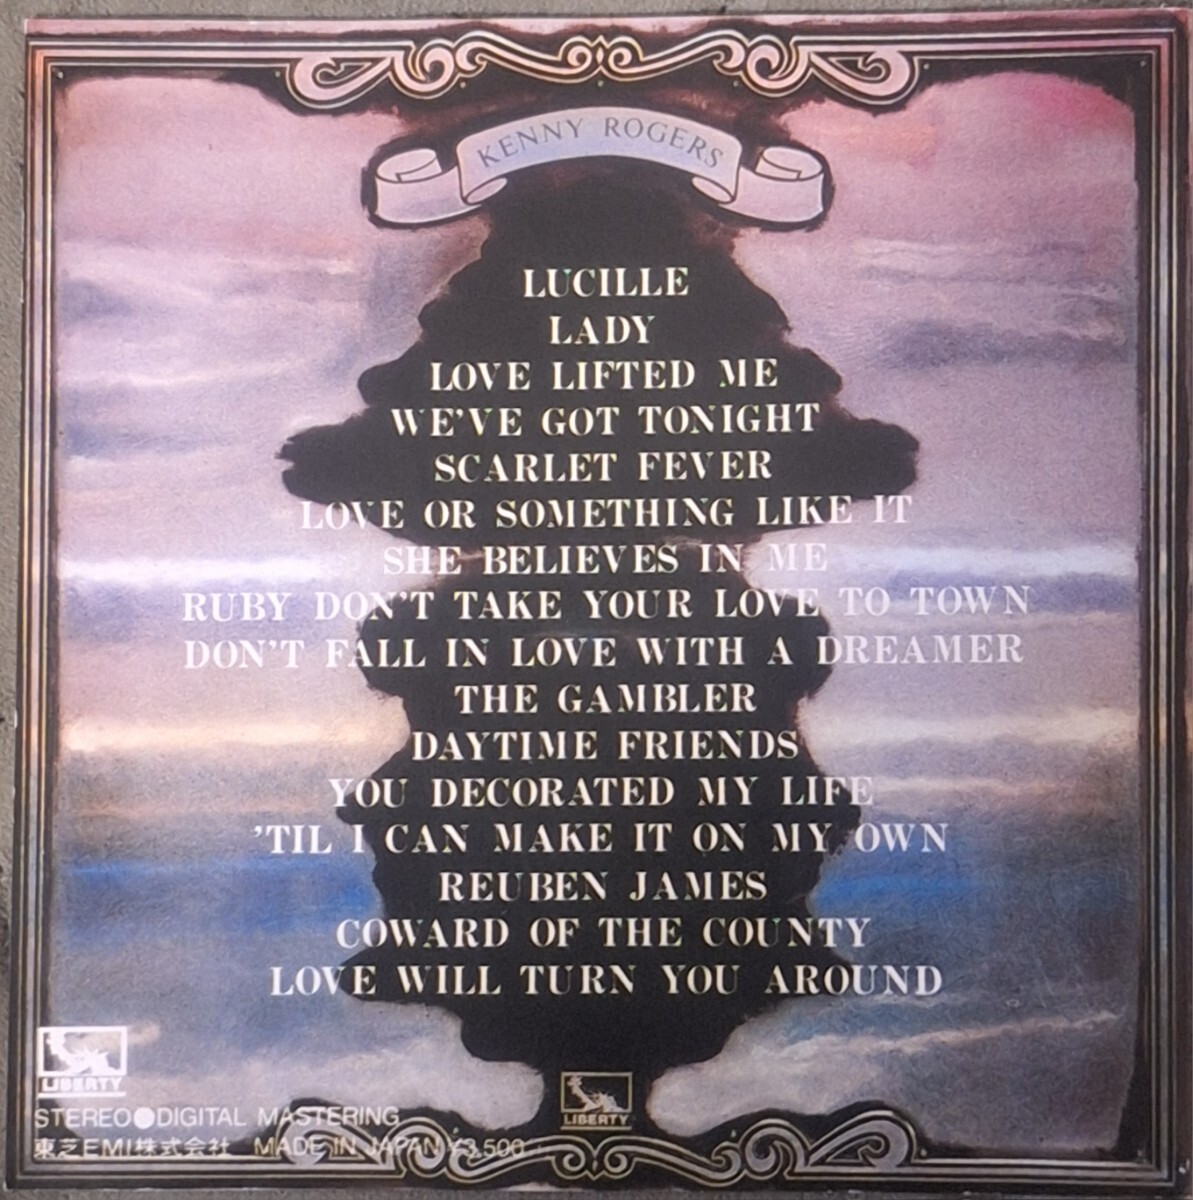 KENNY ROGERS
LUCILLE
LADY
LOVE LIFTED ME
WE'VE GOT TONIGHT
SCARLET FEVER
LOVE OR SOMETHING LIKE IT
SHE BELIEVES IN ME
RUBY DON'T TAKE YOUR LOVE TO TOWN
DON'T FALL IN LOVE WITH A DREAMER
THE GAMBLER
DAYTIME FRIENDS
YOU DECORATED MY LIFE
'TIL I CAN MAKE IT ON MY OWN
REUBEN JAMES
COWARD OF THE COUNTY
LOVE WILL TURN YOU AROUND
LIBERTY
LIBERTY
STEREO●DIGITAL MASTERING
東芝EMI株式会社 MADE IN JAPAN ¥3,500